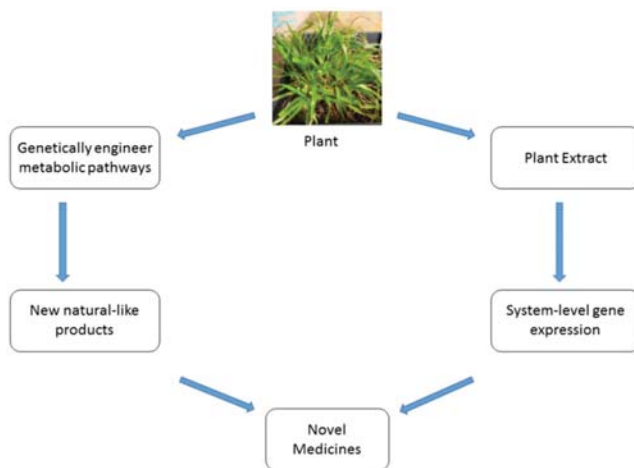 Plant
Genetically engineer
metabolic pathways
Plant Extract
New natural-like
products
System-level gene
expression
Novel
Medicines